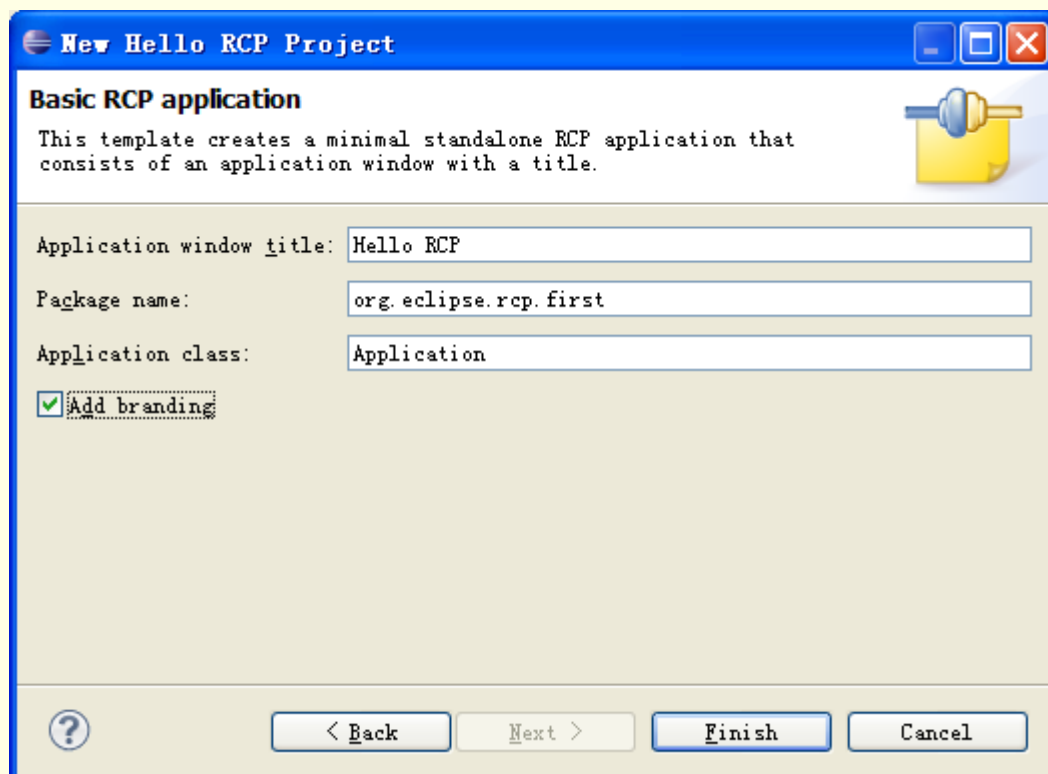 New Hello RCP Project
Basic RCP application
This template creates a minimal standalone RCP application that
consists of an application window with a title.
Application window title: Hello RCP
Package name: org.eclipse.rcp.first
Application class: Application
Add branding
? < Back Next > Finish Cancel